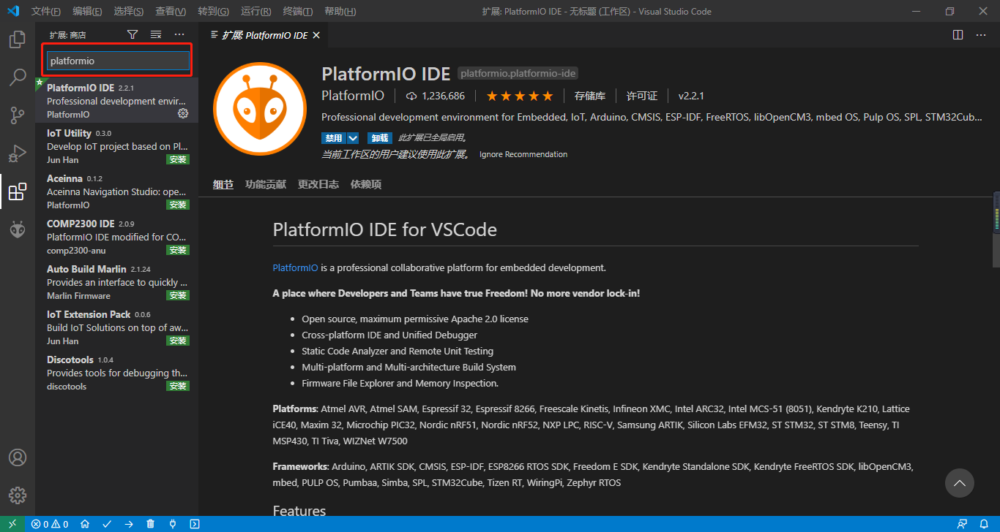 文件(F) 编辑(E) 选择(S) 查看(V) 转到(G) 运行(R) 终端(T) 帮助(H)
扩展: PlatformIO IDE - 无标题 (工作区) - Visual Studio Code
扩展: 商店
platformio
PlatformIO IDE 2.2.1
Professional development envir...
PlatformIO
IoT Utility 0.3.0
Develop IoT project based on Pl...
Jun Han 安装
Aceinna 0.1.2
Aceinna Navigation Studio: ope...
PlatformIO 安装
COMP2300 IDE 2.0.9
PlatformIO IDE modified for CO...
comp2300-anu 安装
Auto Build Marlin 2.1.24
Provides an interface to quickly ...
Marlin Firmware 安装
IoT Extension Pack 0.0.6
Build IoT Solutions on top of aw...
Jun Han 安装
Discotools 1.0.4
Provides tools for debugging th...
discotools 安装
扩展: PlatformIO IDE
PlatformIO IDE platformio.platformio-ide
PlatformIO 1,236,686 存储库 许可证 v2.2.1
Professional development environment for Embedded, IoT, Arduino, CMSIS, ESP-IDF, FreeRTOS, libOpenCM3, mbed OS, Pulp OS, SPL, STM32Cub...
禁用 卸载 此扩展已全局启用。
当前工作区的用户建议使用此扩展。 Ignore Recommendation
细节 功能贡献 更改日志 依赖项
PlatformIO IDE for VSCode
PlatformIO is a professional collaborative platform for embedded development.
A place where Developers and Teams have true Freedom! No more vendor lock-in!
• Open source, maximum permissive Apache 2.0 license
• Cross-platform IDE and Unified Debugger
• Static Code Analyzer and Remote Unit Testing
• Multi-platform and Multi-architecture Build System
• Firmware File Explorer and Memory Inspection.
Platforms: Atmel AVR, Atmel SAM, Espressif 32, Espressif 8266, Freescale Kinetis, Infineon XMC, Intel ARC32, Intel MCS-51 (8051), Kendryte K210, Lattice
iCE40, Maxim 32, Microchip PIC32, Nordic nRF51, Nordic nRF52, NXP LPC, RISC-V, Samsung ARTIK, Silicon Labs EFM32, ST STM32, ST STM8, Teensy, TI
MSP430, TI Tiva, WIZNet W7500
Frameworks: Arduino, ARTIK SDK, CMSIS, ESP-IDF, ESP8266 RTOS SDK, Freedom E SDK, Kendryte Standalone SDK, Kendryte FreeRTOS SDK, libOpenCM3,
mbed, PULP OS, Pumbaa, Simba, SPL, STM32Cube, Tizen RT, WiringPi, Zephyr RTOS
Features
0 0